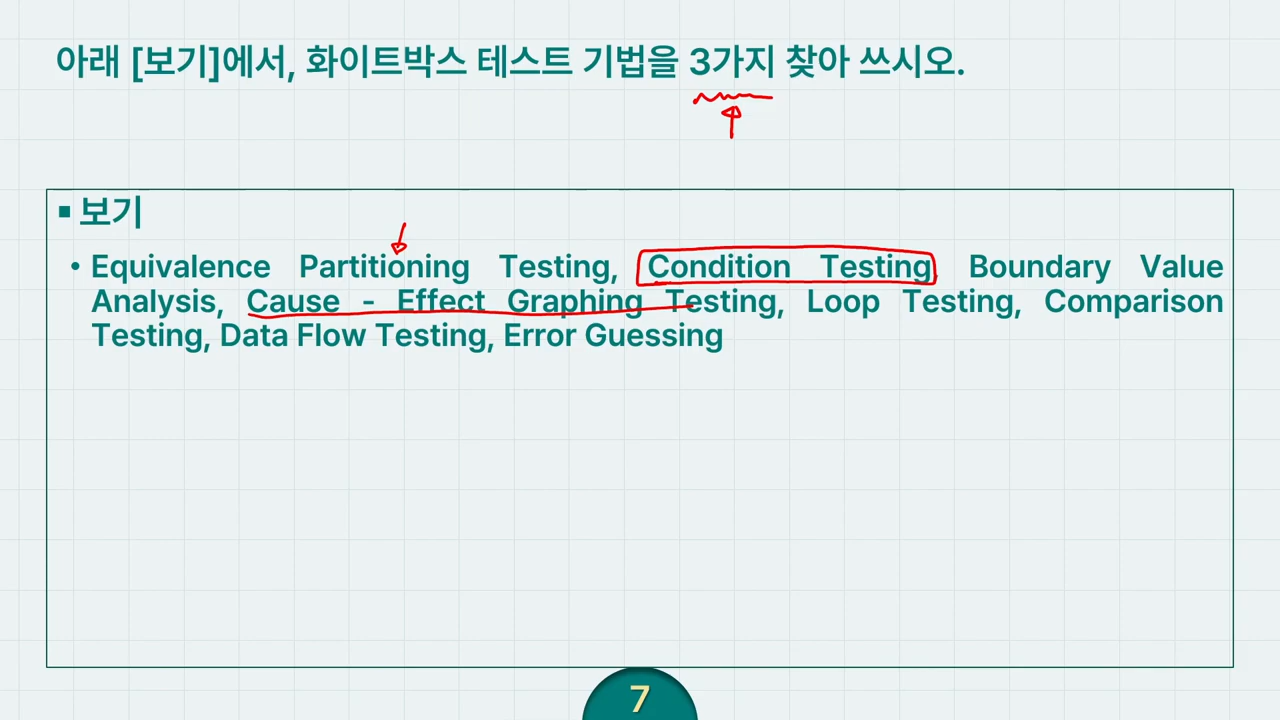 아래 [보기]에서, 화이트박스 테스트 기법을 3가지 찾아 쓰시오.
▪ 보기
• Equivalence Partitioning Testing, Condition Testing, Boundary Value
Analysis, Cause - Effect Graphing Testing, Loop Testing, Comparison
Testing, Data Flow Testing, Error Guessing
7